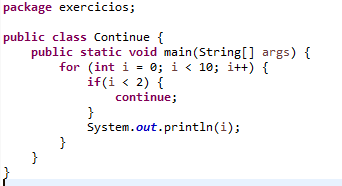 package exercicios;

public class Continue {
    public static void main(String[] args) {
        for (int i = 0; i < 10; i++) {
            if(i < 2) {
                continue;
            }
            System.out.println(i);
        }
    }
}